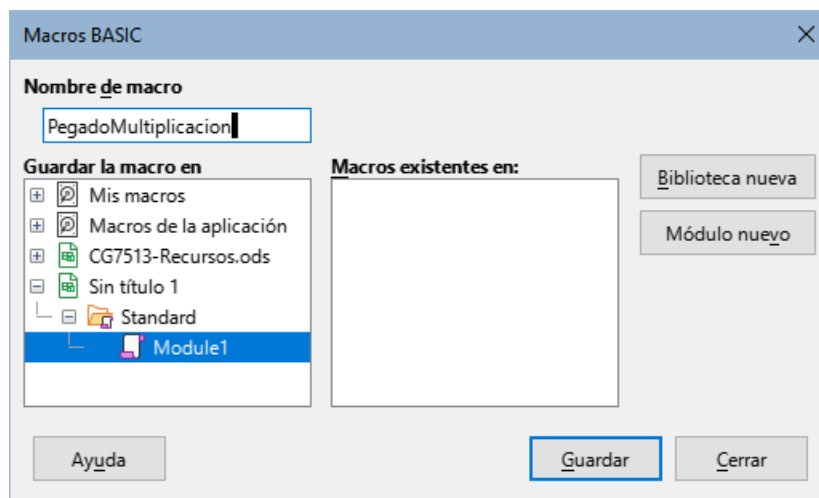 Macros BASIC
Nombre de macro
PegadoMultiplicacion
Guardar la macro en
Mis macros
Macros de la aplicación
CG7513-Recursos.ods
Sin título 1
Standard
Module1
Macros existentes en:
Biblioteca nueva
Módulo nuevo
Ayuda
Guardar
Cerrar